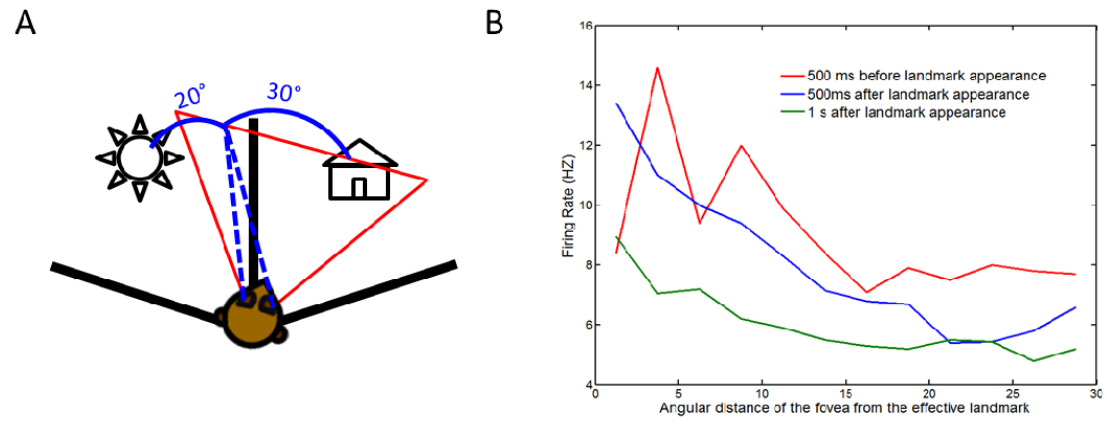 A
B
20°
30°
16
14
12
10
8
6
4
Firing Rate (HZ)
500 ms before landmark appearance
500ms after landmark appearance
1 s after landmark appearance
0 5 10 15 20 25 30
Angular distance of the fovea from the effective landmark